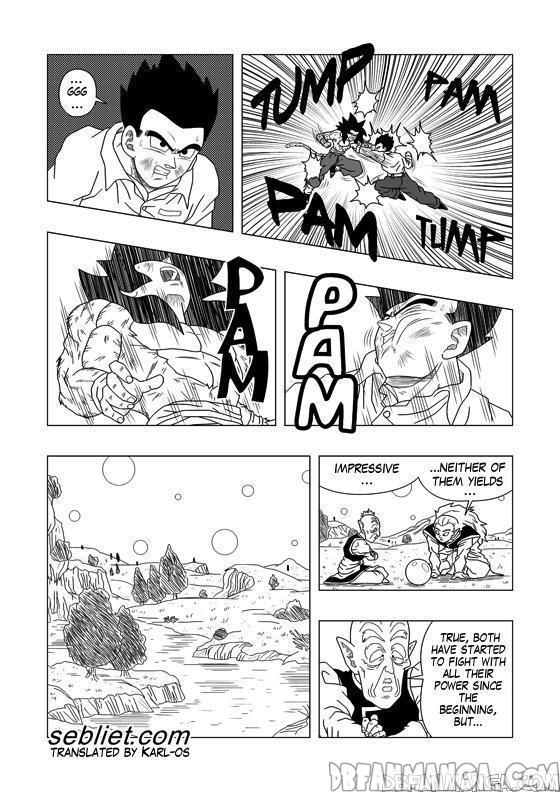 ...
GGG
...
TUMP
PAM
PAM
TUMP
PAM
PAM
IMPRESSIVE
...
...NEITHER OF
THEM YIELDS
...
TRUE, BOTH
HAVE STARTED
TO FIGHT WITH
ALL THEIR
POWER SINCE
THE
BEGINNING,
BUT...
sebliet.com
TRANSLATED BY KARL-OS
DBFANMANGA.COM